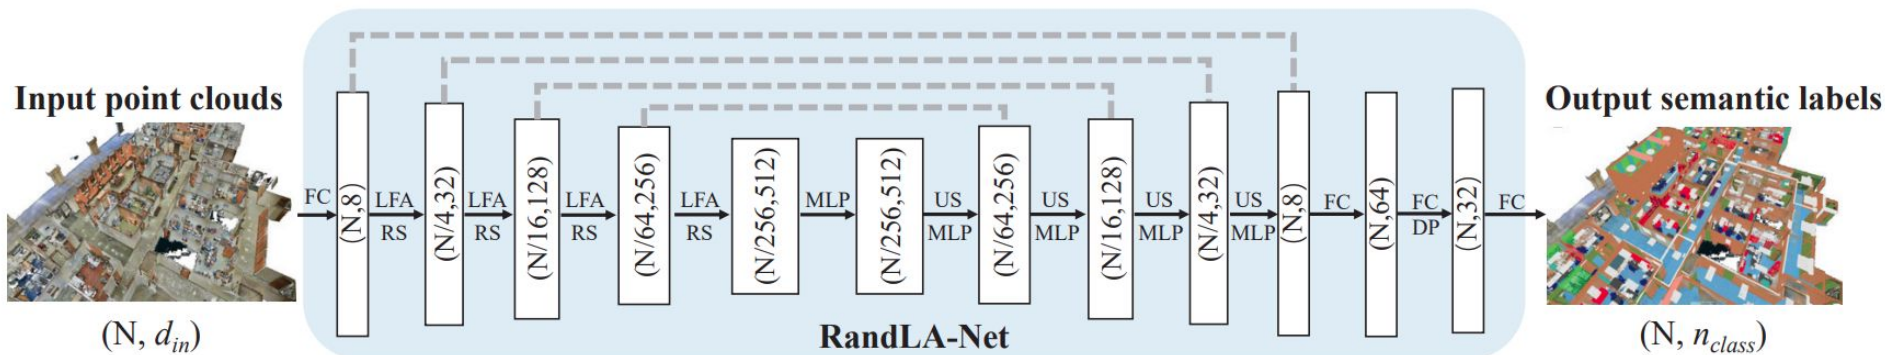 Input point clouds
(N, d_in)
FC
(N,8)
LFA
RS
(N/4,32)
LFA
RS
(N/16,128)
LFA
RS
(N/64,256)
LFA
RS
(N/256,512)
MLP
(N/256,512)
US
MLP
(N/64,256)
US
MLP
(N/16,128)
US
MLP
(N/4,32)
US
MLP
(N,8)
FC
(N,64)
FC
DP
(N,32)
FC
RandLA-Net
Output semantic labels
(N, n_class)